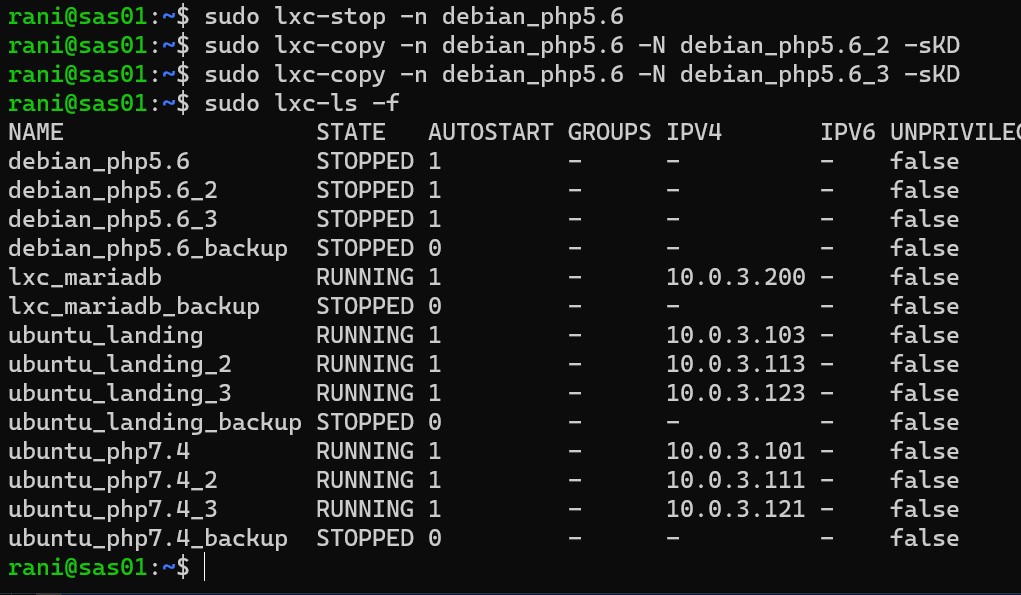 rani@sas01:~$ sudo lxc-stop -n debian_php5.6
rani@sas01:~$ sudo lxc-copy -n debian_php5.6 -N debian_php5.6_2 -sKD
rani@sas01:~$ sudo lxc-copy -n debian_php5.6 -N debian_php5.6_3 -sKD
rani@sas01:~$ sudo lxc-ls -f
NAME                  STATE   AUTOSTART GROUPS IPV4       IPV6 UNPRIVILEG
debian_php5.6         STOPPED 1         -      -          -    false
debian_php5.6_2       STOPPED 1         -      -          -    false
debian_php5.6_3       STOPPED 1         -      -          -    false
debian_php5.6_backup  STOPPED 0         -      -          -    false
lxc_mariadb           RUNNING 1         -      10.0.3.200 -    false
lxc_mariadb_backup    STOPPED 0         -      -          -    false
ubuntu_landing        RUNNING 1         -      10.0.3.103 -    false
ubuntu_landing_2      RUNNING 1         -      10.0.3.113 -    false
ubuntu_landing_3      RUNNING 1         -      10.0.3.123 -    false
ubuntu_landing_backup STOPPED 0         -      -          -    false
ubuntu_php7.4         RUNNING 1         -      10.0.3.101 -    false
ubuntu_php7.4_2       RUNNING 1         -      10.0.3.111 -    false
ubuntu_php7.4_3       RUNNING 1         -      10.0.3.121 -    false
ubuntu_php7.4_backup  STOPPED 0         -      -          -    false
rani@sas01:~$